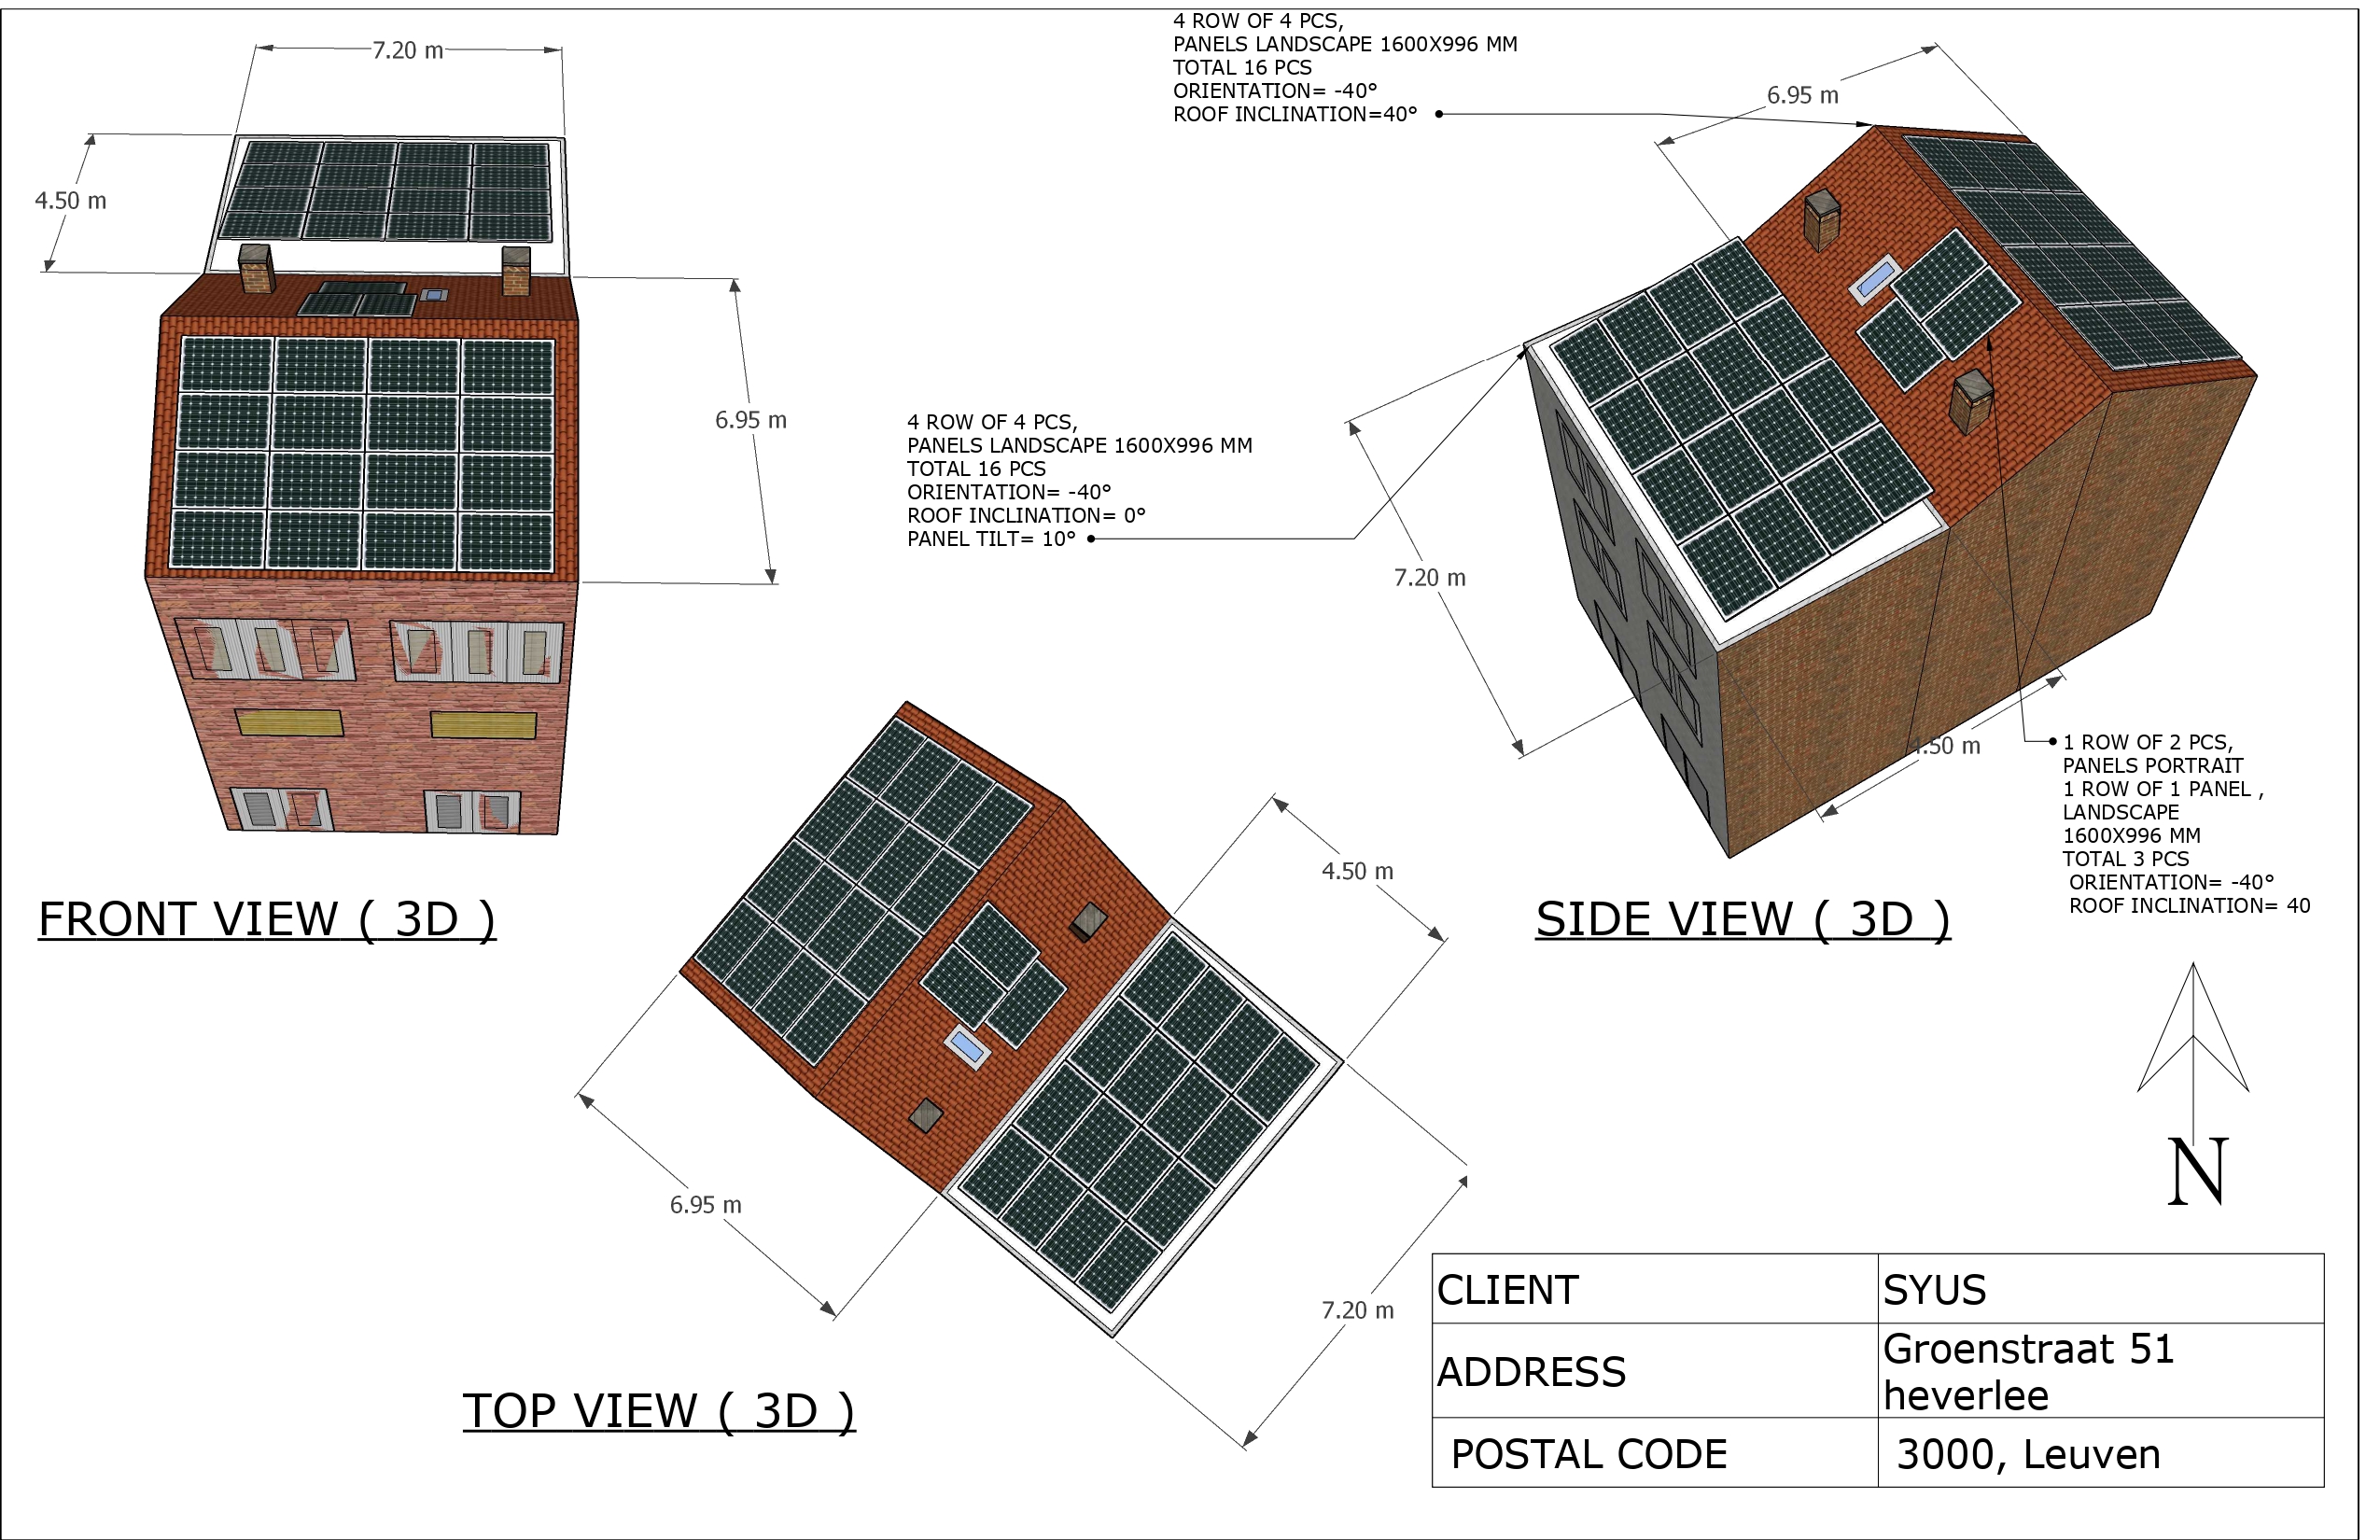 4 ROW OF 4 PCS,
PANELS LANDSCAPE 1600X996 MM
TOTAL 16 PCS
ORIENTATION= -40°
ROOF INCLINATION=40°
7.20 m
4.50 m
6.95 m
FRONT VIEW ( 3D )
4 ROW OF 4 PCS,
PANELS LANDSCAPE 1600X996 MM
TOTAL 16 PCS
ORIENTATION= -40°
ROOF INCLINATION= 0°
PANEL TILT= 10°
6.95 m
7.20 m
4.50 m
1 ROW OF 2 PCS,
PANELS PORTRAIT
1 ROW OF 1 PANEL ,
LANDSCAPE
1600X996 MM
TOTAL 3 PCS
ORIENTATION= -40°
ROOF INCLINATION= 40
SIDE VIEW ( 3D )
4.50 m
6.95 m
7.20 m
TOP VIEW ( 3D )
N
CLIENT SYUS
ADDRESS Groenstraat 51
heverlee
POSTAL CODE 3000, Leuven